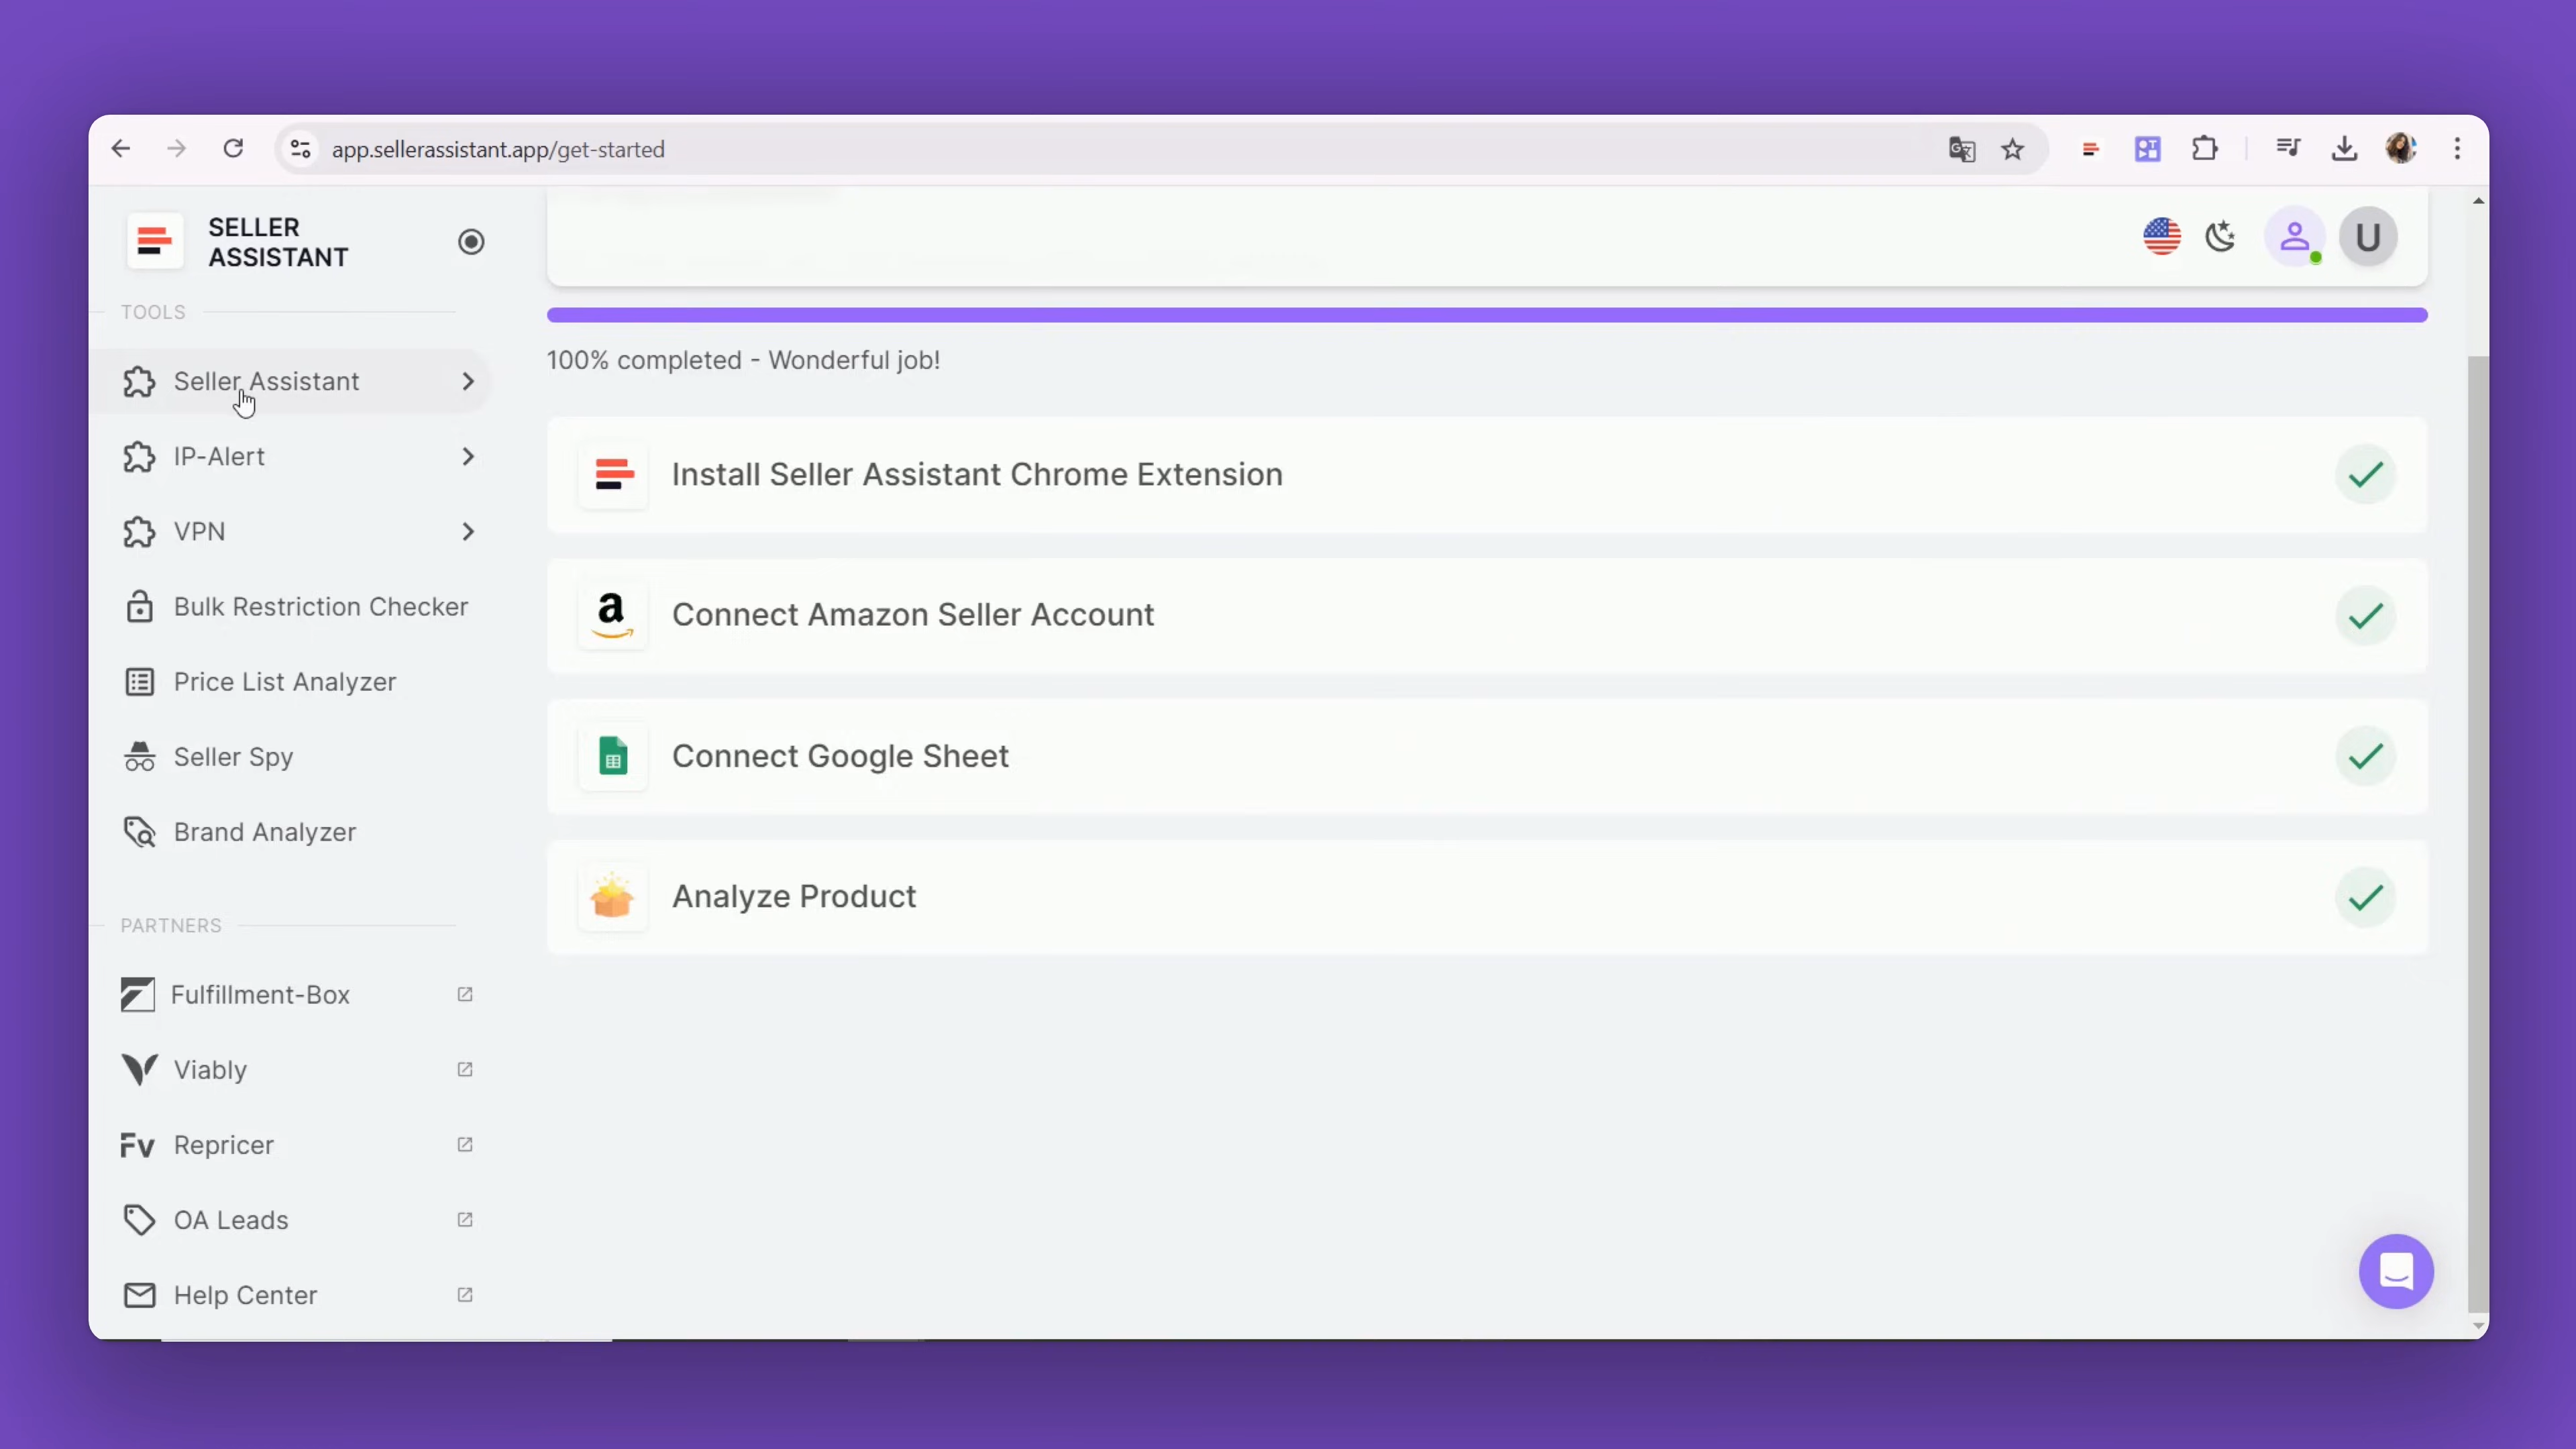 app.sellerassistant.app/get-started
SELLER
ASSISTANT
U
TOOLS
Seller Assistant
IP-Alert
VPN
Bulk Restriction Checker
Price List Analyzer
Seller Spy
Brand Analyzer
PARTNERS
Fulfillment-Box
Viably
Fv Repricer
OA Leads
Help Center
100% completed - Wonderful job!
Install Seller Assistant Chrome Extension
a Connect Amazon Seller Account
Connect Google Sheet
Analyze Product